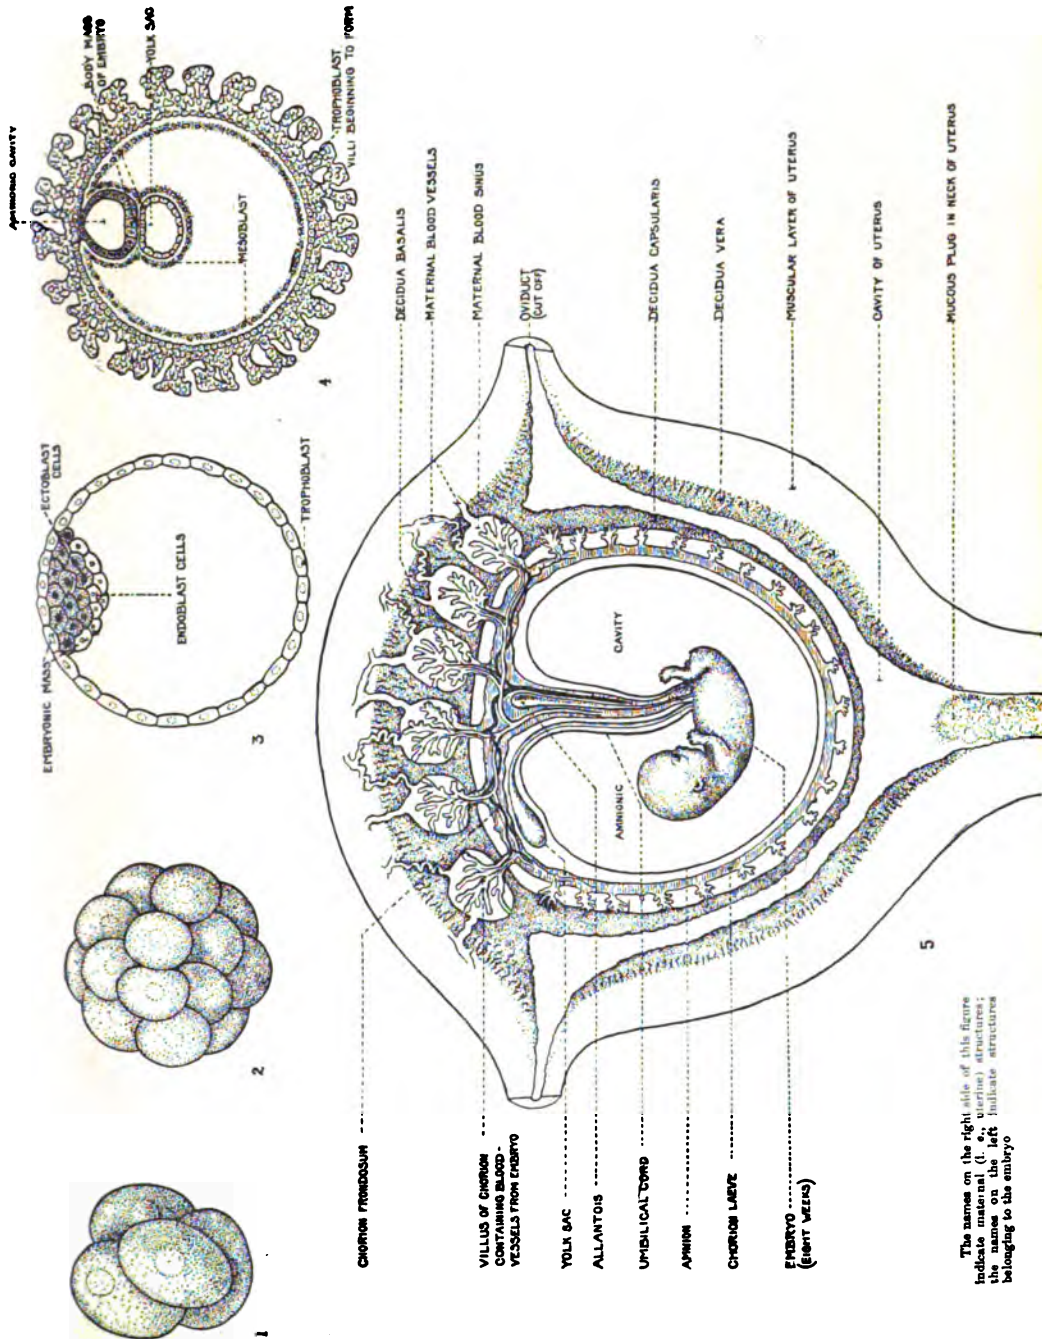 1
2
EMBRYONIC MASS
ECTOBLAST
CELLS
ENDOBLAST CELLS
TROPHOBLAST
3
AMNIONIC CAVITY
BODY MASS
OF EMBRYO
YOLK SAC
MESOBLAST
TROPHOBLAST
VILLI BEGINNING TO FORM
4
CHORION FRONDOSUM
VILLUS OF CHORION
CONTAINING BLOOD-
VESSELS FROM EMBRYO
YOLK SAC
ALLANTOIS
UMBILICAL CORD
AMNION
CHORION LAEVE
EMBRYO
(EIGHT WEEKS)
AMNIONIC
CAVITY
DECIDUA BASALIS
MATERNAL BLOOD VESSELS
MATERNAL BLOOD SINUS
OVIDUCT
(CUT OFF)
DECIDUA CAPSULARIS
DECIDUA VERA
MUSCULAR LAYER OF UTERUS
CAVITY OF UTERUS
MUCOUS PLUG IN NECK OF UTERUS
5
The names on the right side of this figure
indicate maternal (i. e., uterine) structures;
the names on the left indicate structures
belonging to the embryo